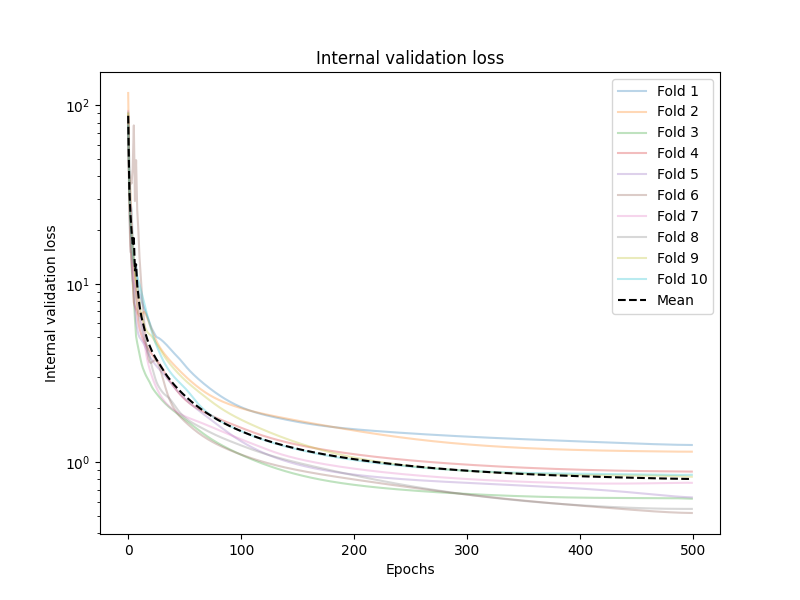 Internal validation loss
Internal validation loss
10²
10¹
10⁰
0
100
200
300
400
500
Epochs
Fold 1
Fold 2
Fold 3
Fold 4
Fold 5
Fold 6
Fold 7
Fold 8
Fold 9
Fold 10
Mean